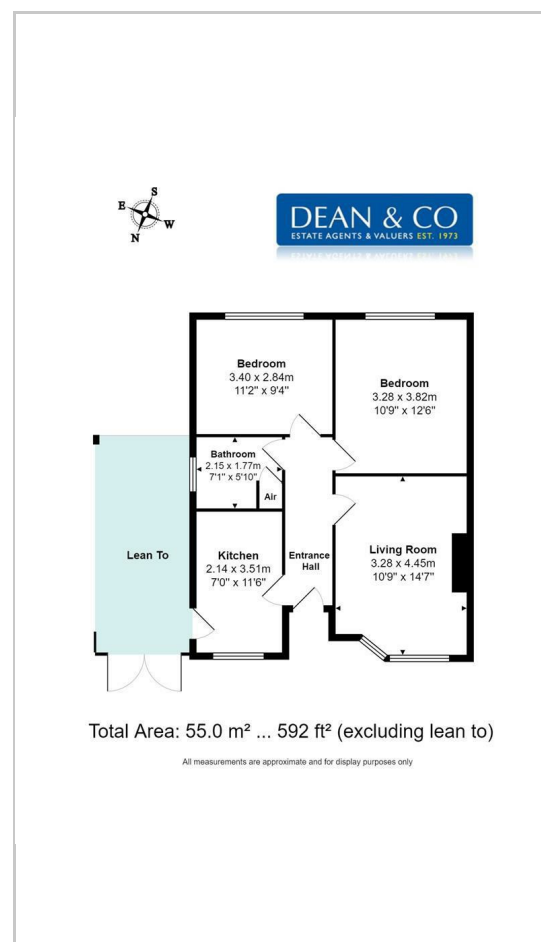 S
E
W
N
DEAN & CO
ESTATE AGENTS & VALUERS EST. 1973
Bedroom
3.40 x 2.84m
11'2" x 9'4"
Bedroom
3.28 x 3.82m
10'9" x 12'6"
Bathroom
2.15 x 1.77m
7'1" x 5'10"
Air
Lean To
Kitchen
2.14 x 3.51m
7'0" x 11'6"
Entrance
Hall
Living Room
3.28 x 4.45m
10'9" x 14'7"
Total Area: 55.0 m² ... 592 ft² (excluding lean to)
All measurements are approximate and for display purposes only